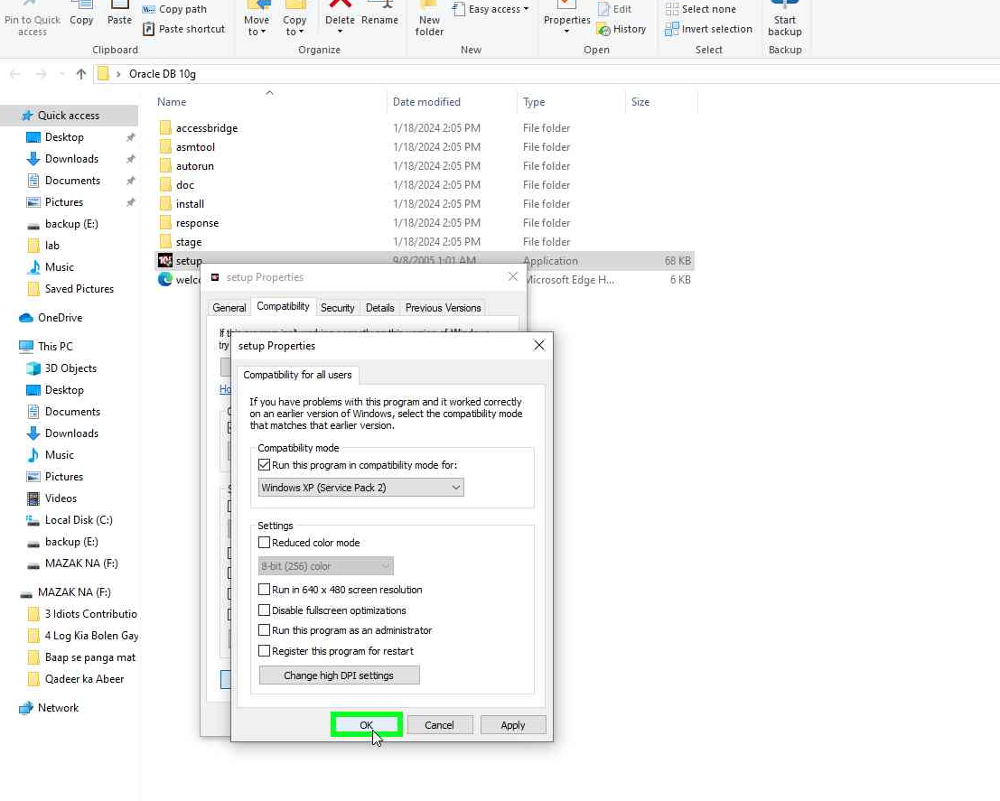 Pin to Quick access
Copy
Paste
Copy path
Paste shortcut
Clipboard
Move to
Copy to
Delete
Rename
Organize
New folder
Easy access
New
Properties
Edit
History
Open
Select none
Invert selection
Select
Start backup
Backup
Oracle DB 10g
Name
Date modified
Type
Size
Quick access
Desktop
Downloads
Documents
Pictures
backup (E:)
lab
Music
Saved Pictures
OneDrive
This PC
3D Objects
Desktop
Documents
Downloads
Music
Pictures
Videos
Local Disk (C:)
backup (E:)
MAZAK NA (F:)
MAZAK NA (F:)
3 Idiots Contributio
4 Log Kia Bolen Gay
Baap se panga mat
Qadeer ka Abeer
Network
accessbridge 1/18/2024 2:05 PM File folder
asmtool 1/18/2024 2:05 PM File folder
autorun 1/18/2024 2:05 PM File folder
doc 1/18/2024 2:05 PM File folder
install 1/18/2024 2:05 PM File folder
response 1/18/2024 2:05 PM File folder
stage 1/18/2024 2:05 PM File folder
setup 9/8/2005 1:01 AM Application 68 KB
welc Microsoft Edge H... 6 KB
setup Properties
General Compatibility Security Details Previous Versions
try
setup Properties
Compatibility for all users
If you have problems with this program and it worked correctly
on an earlier version of Windows, select the compatibility mode
that matches that earlier version.
Compatibility mode
Run this program in compatibility mode for:
Windows XP (Service Pack 2)
Settings
Reduced color mode
8-bit (256) color
Run in 640 x 480 screen resolution
Disable fullscreen optimizations
Run this program as an administrator
Register this program for restart
Change high DPI settings
OK Cancel Apply